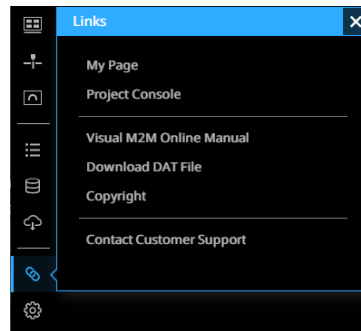 Links
My Page
Project Console
Visual M2M Online Manual
Download DAT File
Copyright
Contact Customer Support